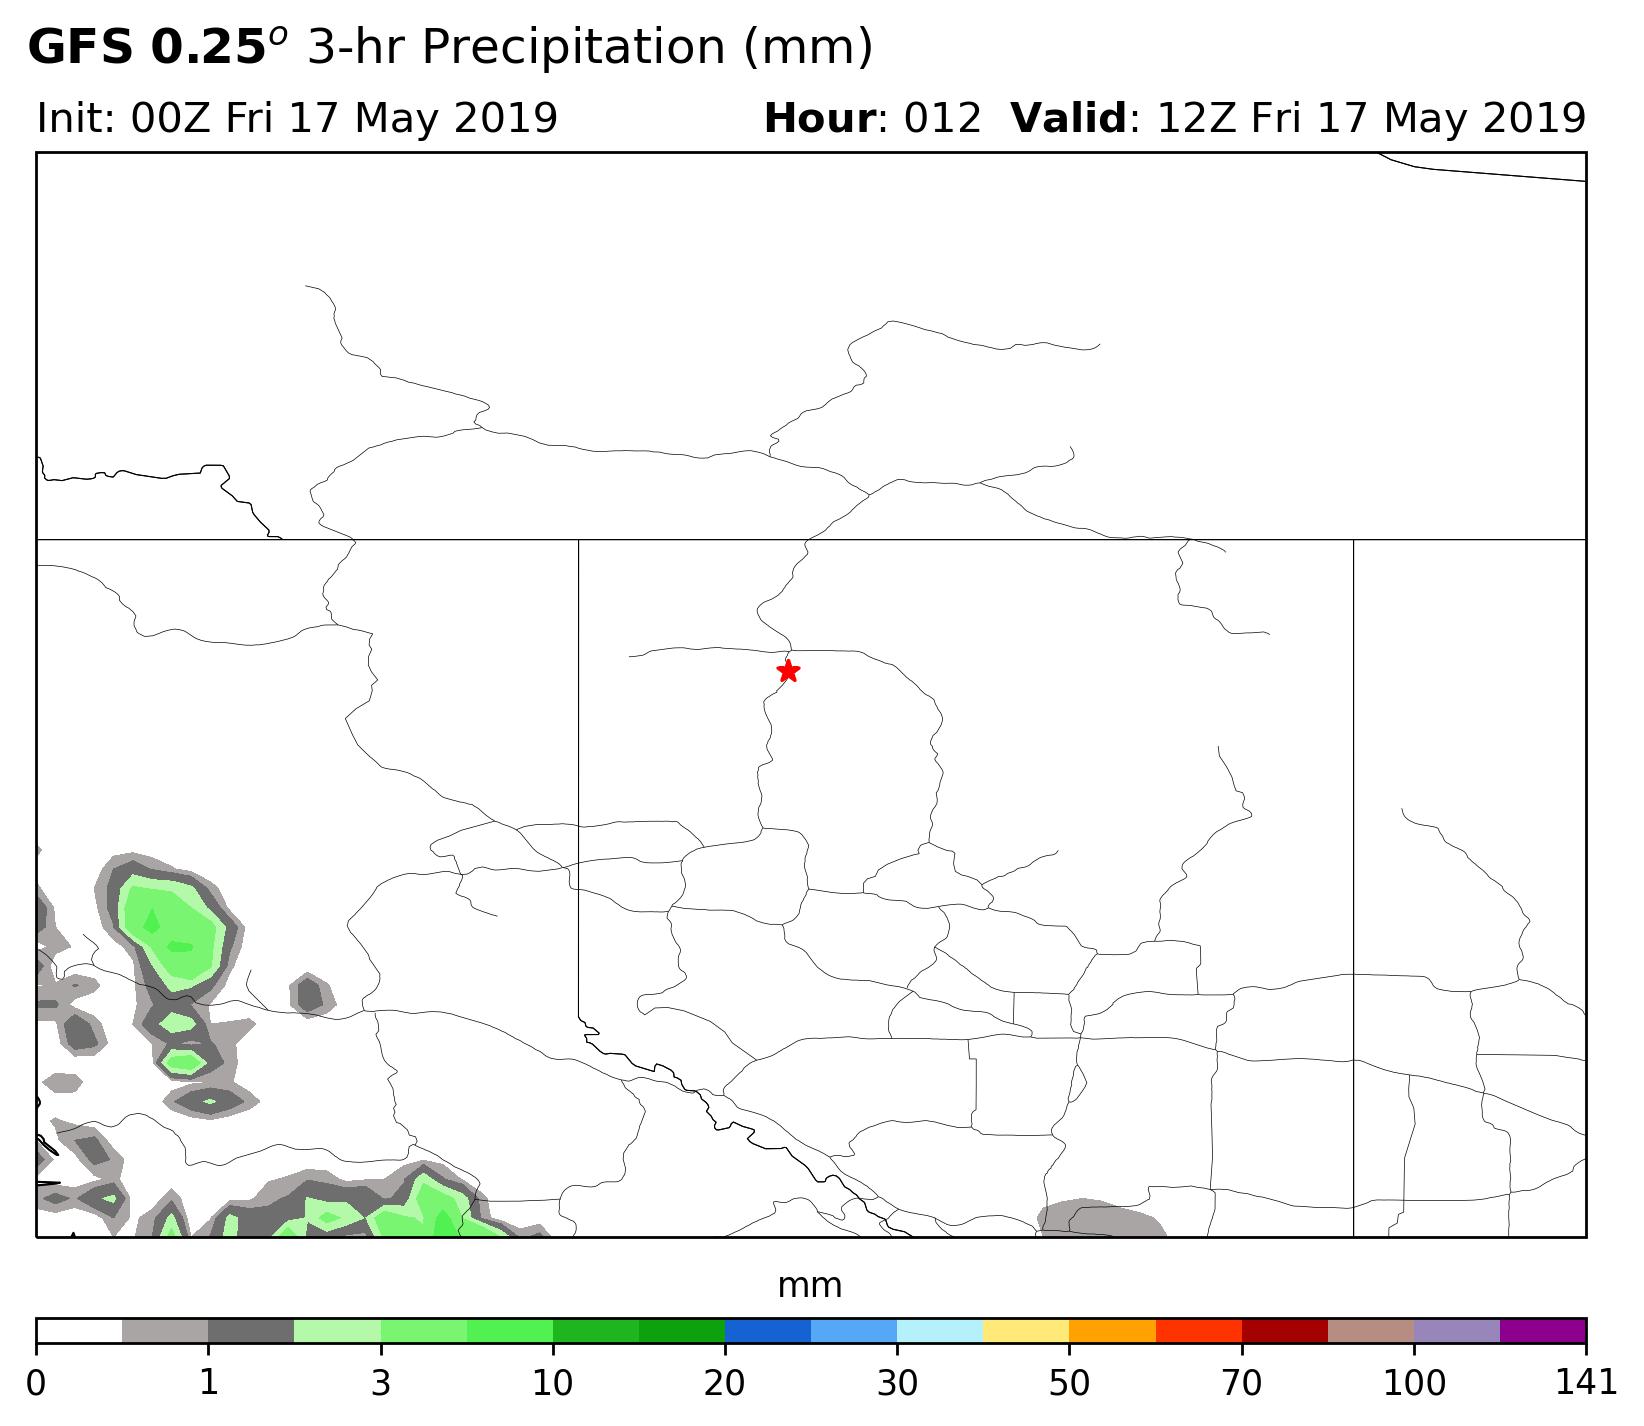 GFS 0.25° 3-hr Precipitation (mm)
Init: 00Z Fri 17 May 2019 Hour: 012 Valid: 12Z Fri 17 May 2019
mm
0 1 3 10 20 30 50 70 100 141